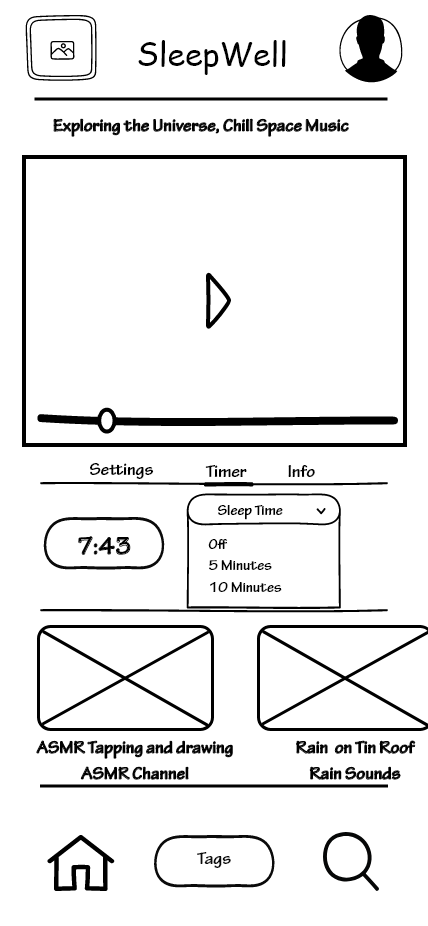 SleepWell
Exploring the Universe, Chill Space Music
Settings Timer Info
Sleep Time
7:43
Off
5 Minutes
10 Minutes
ASMR Tapping and drawing
ASMR Channel
Rain on Tin Roof
Rain Sounds
Tags